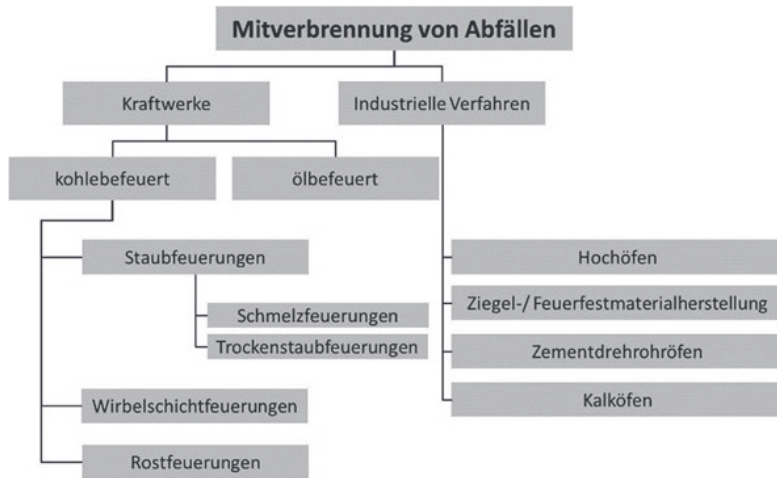 Mitverbrennung von Abfällen
Kraftwerke
Industrielle Verfahren
kohlebefeuert
ölbefeuert
Staubfeuerungen
Schmelzfeuerungen
Trockenstaubfeuerungen
Wirbelschichtfeuerungen
Rostfeuerungen
Hochöfen
Ziegel-/ Feuerfestmaterialherstellung
Zementdrehrohröfen
Kalköfen